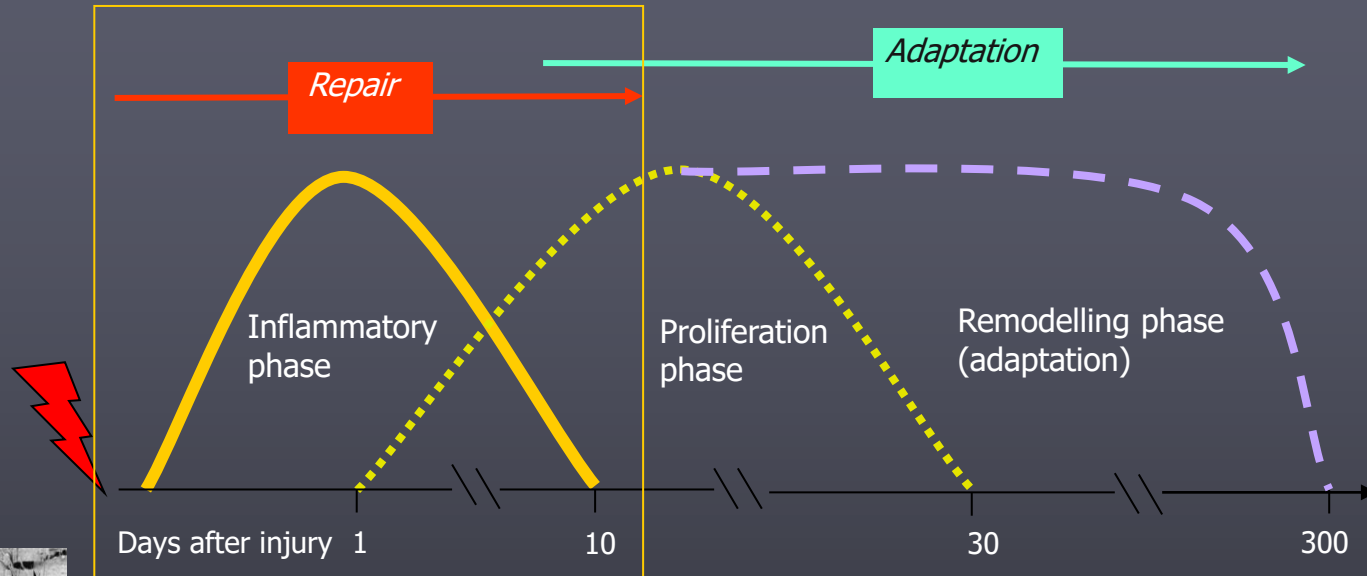 Adaptation
Repair
Inflammatory
phase
Proliferation
phase
Remodelling phase
(adaptation)
Days after injury 1 10 30 300